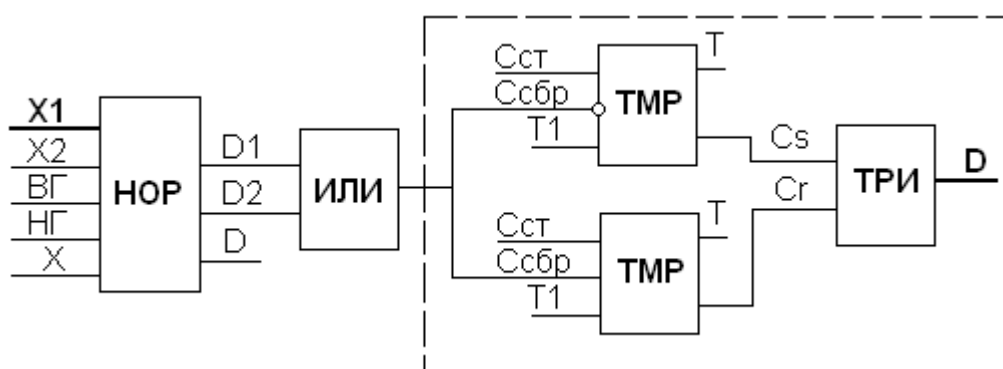 X1
X2
ВГ
НГ
X
НОР
D1
D2
D
ИЛИ
Сст
Ссбр
T1
ТМР
T
Cs
Сст
Ссбр
T1
ТМР
T
Cr
ТРИ
D